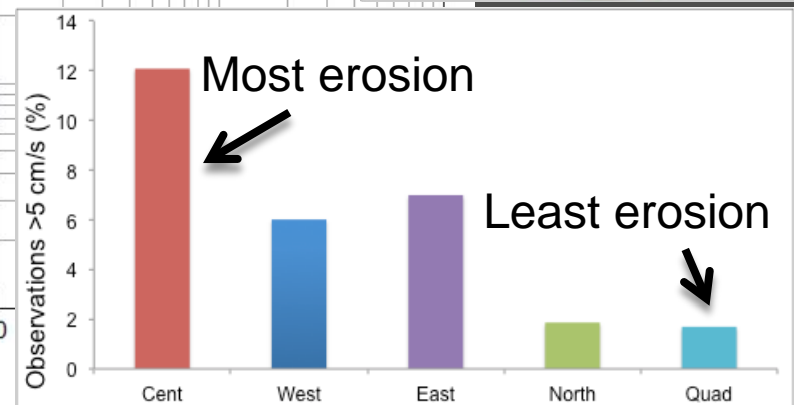 14
12
10
8
6
4
2
0
Observations >5 cm/s (%)
Most erosion
Least erosion
Cent West East North Quad
0